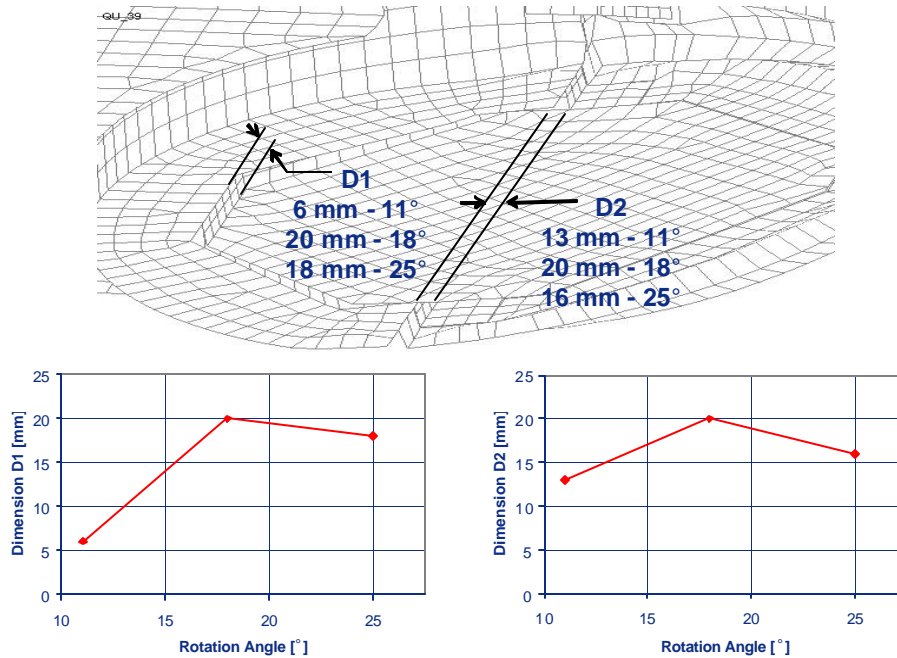 QU_39
D1
6 mm - 11°
20 mm - 18°
18 mm - 25°
D2
13 mm - 11°
20 mm - 18°
16 mm - 25°
25
20
15
10
5
0
10
15
20
25
Dimension D1 [mm]
Rotation Angle [°]
25
20
15
10
5
0
10
15
20
25
Dimension D2 [mm]
Rotation Angle [°]